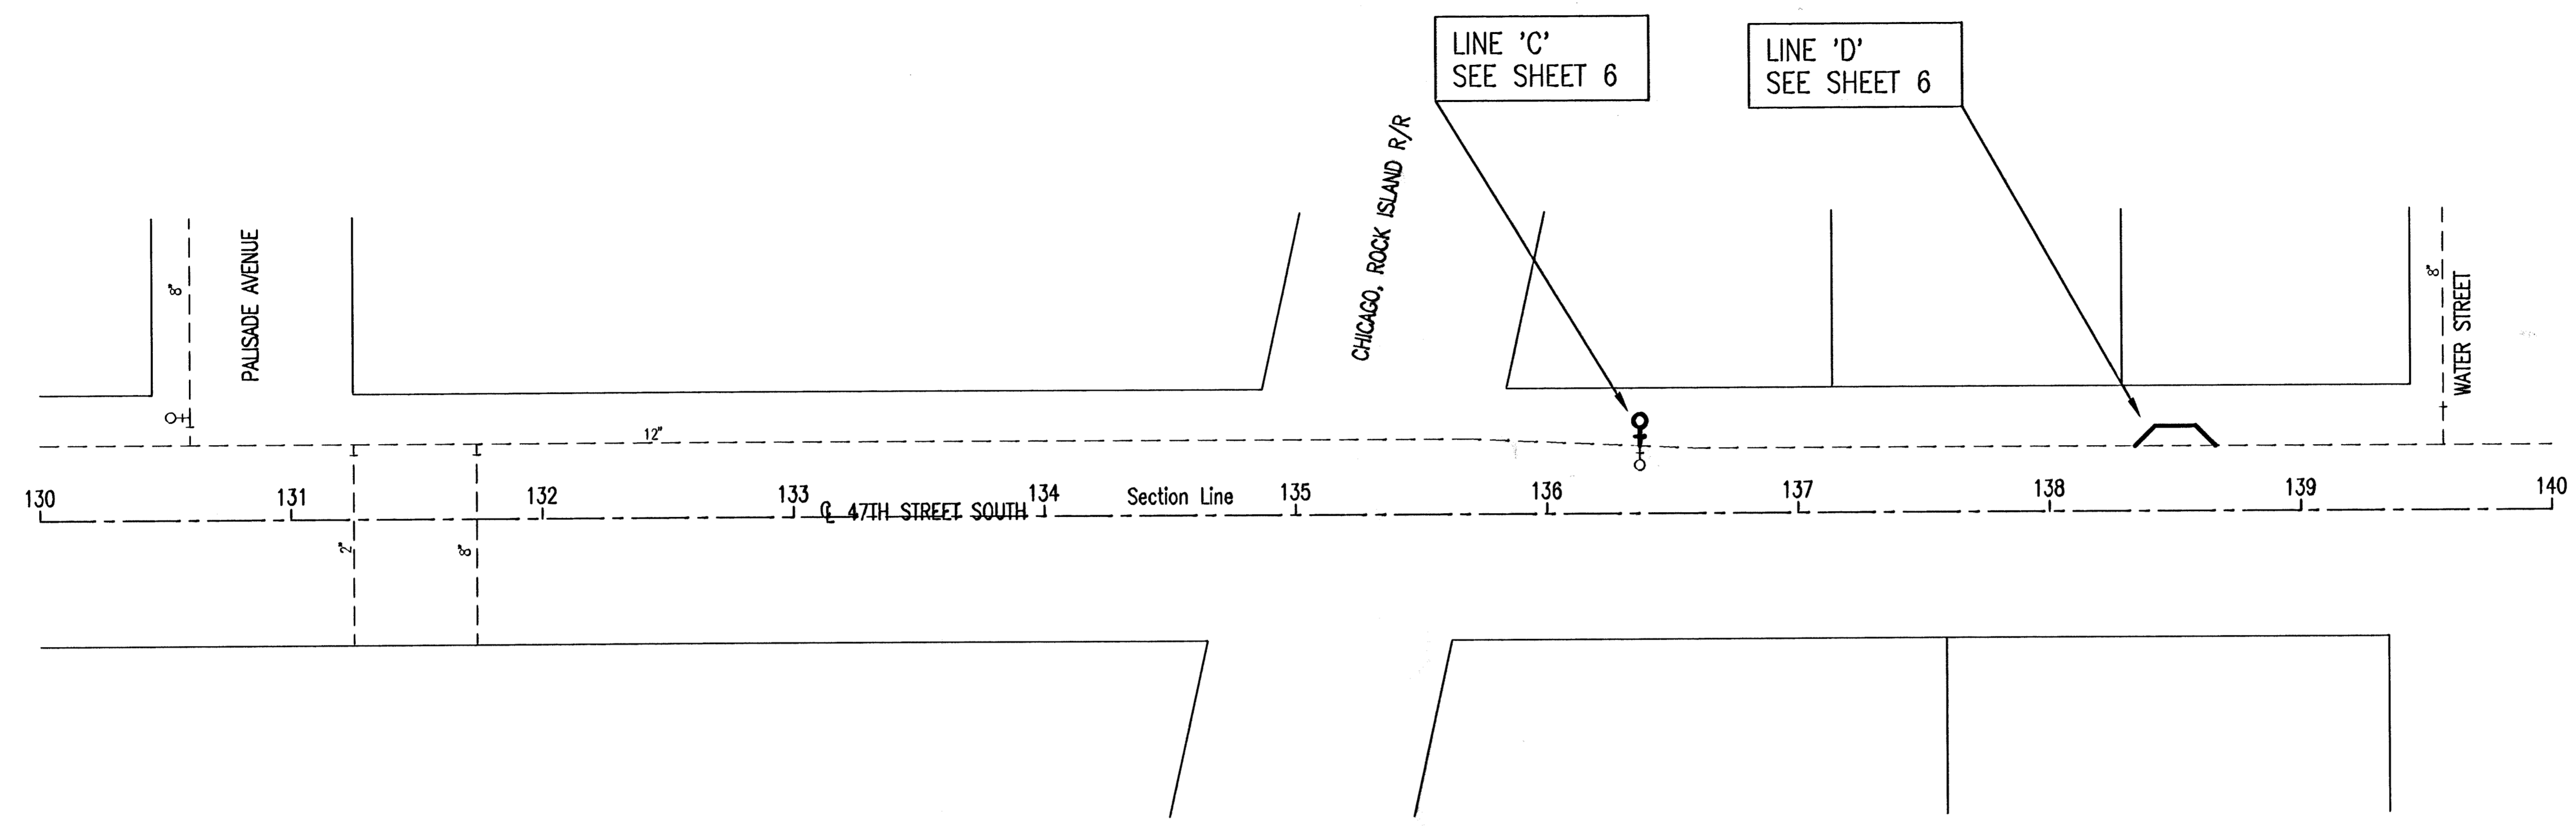 LINE 'C'
SEE SHEET 6
LINE 'D'
SEE SHEET 6
CHICAGO, ROCK ISLAND R/R
PALISADE AVENUE
8"
8"
WATER STREET
12"
130 131 132 133 134 Section Line 135 136 137 138 139 140
℄ 47TH STREET SOUTH
2"
8"